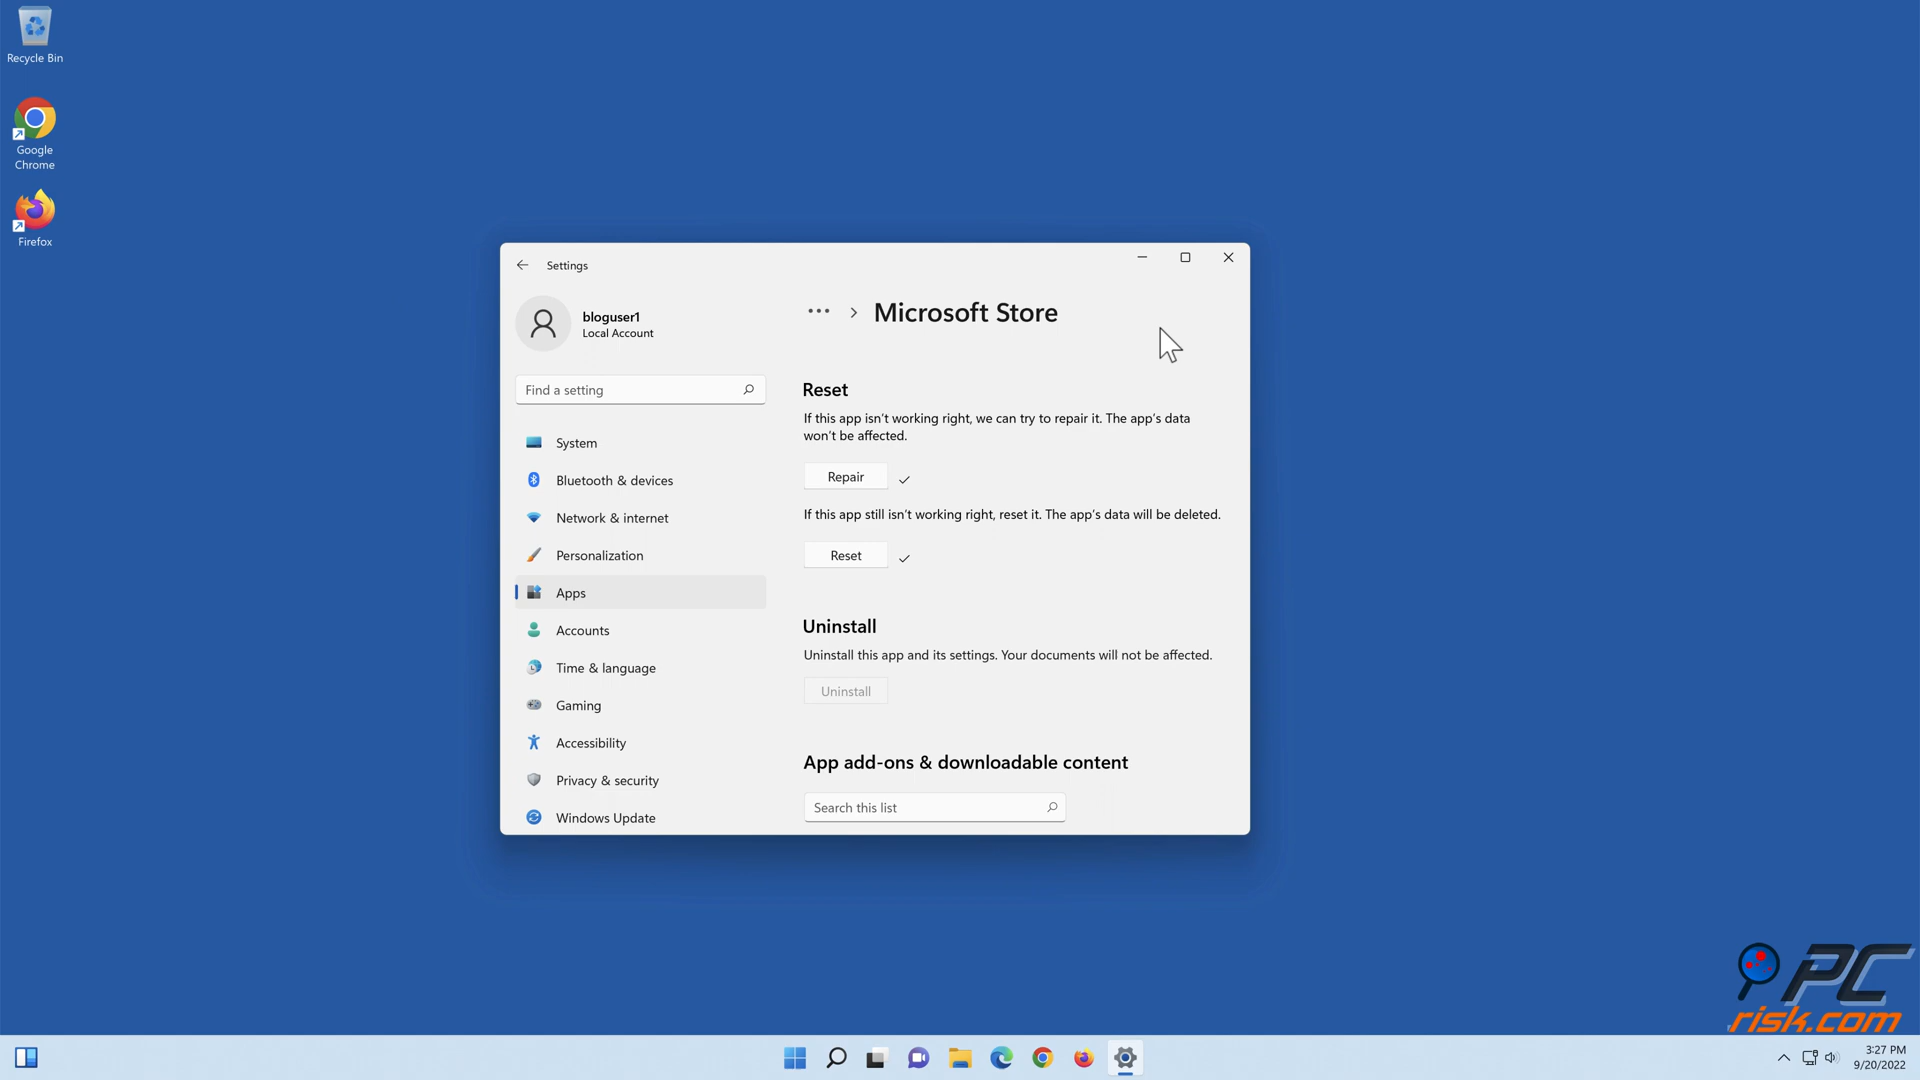 Recycle Bin
Google
Chrome
Firefox
Settings
bloguser1
Local Account
Find a setting
System
Bluetooth & devices
Network & internet
Personalization
Apps
Accounts
Time & language
Gaming
Accessibility
Privacy & security
Windows Update
Microsoft Store
Reset
If this app isn't working right, we can try to repair it. The app's data
won't be affected.
Repair
If this app still isn't working right, reset it. The app's data will be deleted.
Reset
Uninstall
Uninstall this app and its settings. Your documents will not be affected.
Uninstall
App add-ons & downloadable content
Search this list
PC
risk.com
3:27 PM
9/20/2022